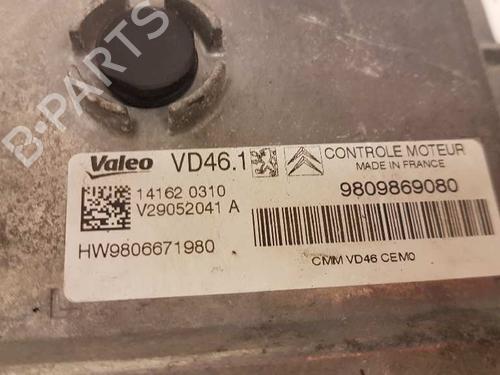 B-PARTS
Valeo VD46.1 CONTROLE MOTEUR
MADE IN FRANCE
14162 0310 9809869080
V29052041 A
HW9806671980
CMM VD46 CEM0